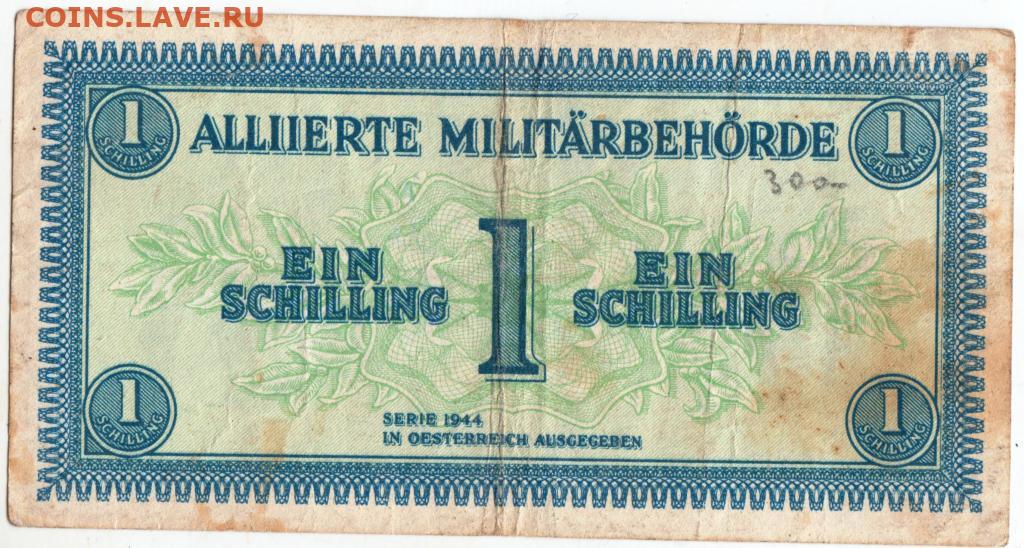 COINS.LAVE.RU
1 SCHILLING
1 SCHILLING
ALLIIERTE MILITÄRBEHÖRDE
300-
EIN SCHILLING
1
EIN SCHILLING
SERIE 1944
IN OESTERREICH AUSGEGEBEN
1 SCHILLING
1 SCHILLING